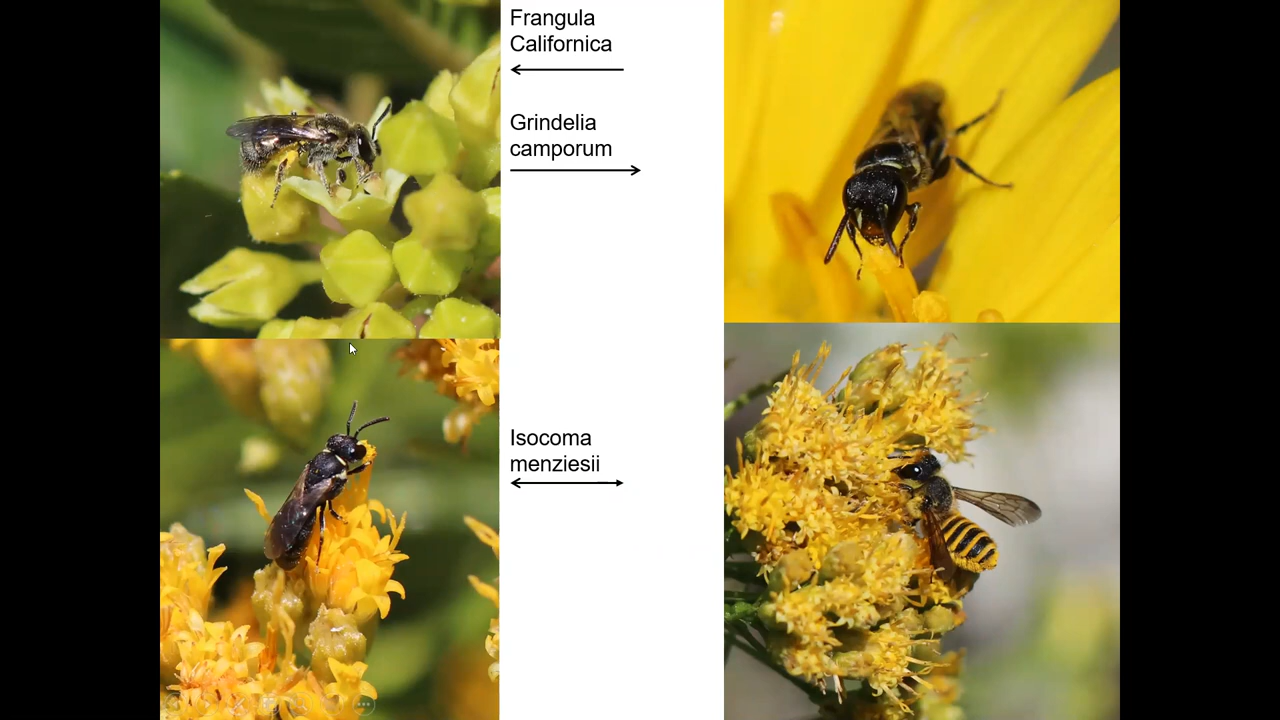 Frangula
Californica
Grindelia
camporum
Isocoma
menziesii